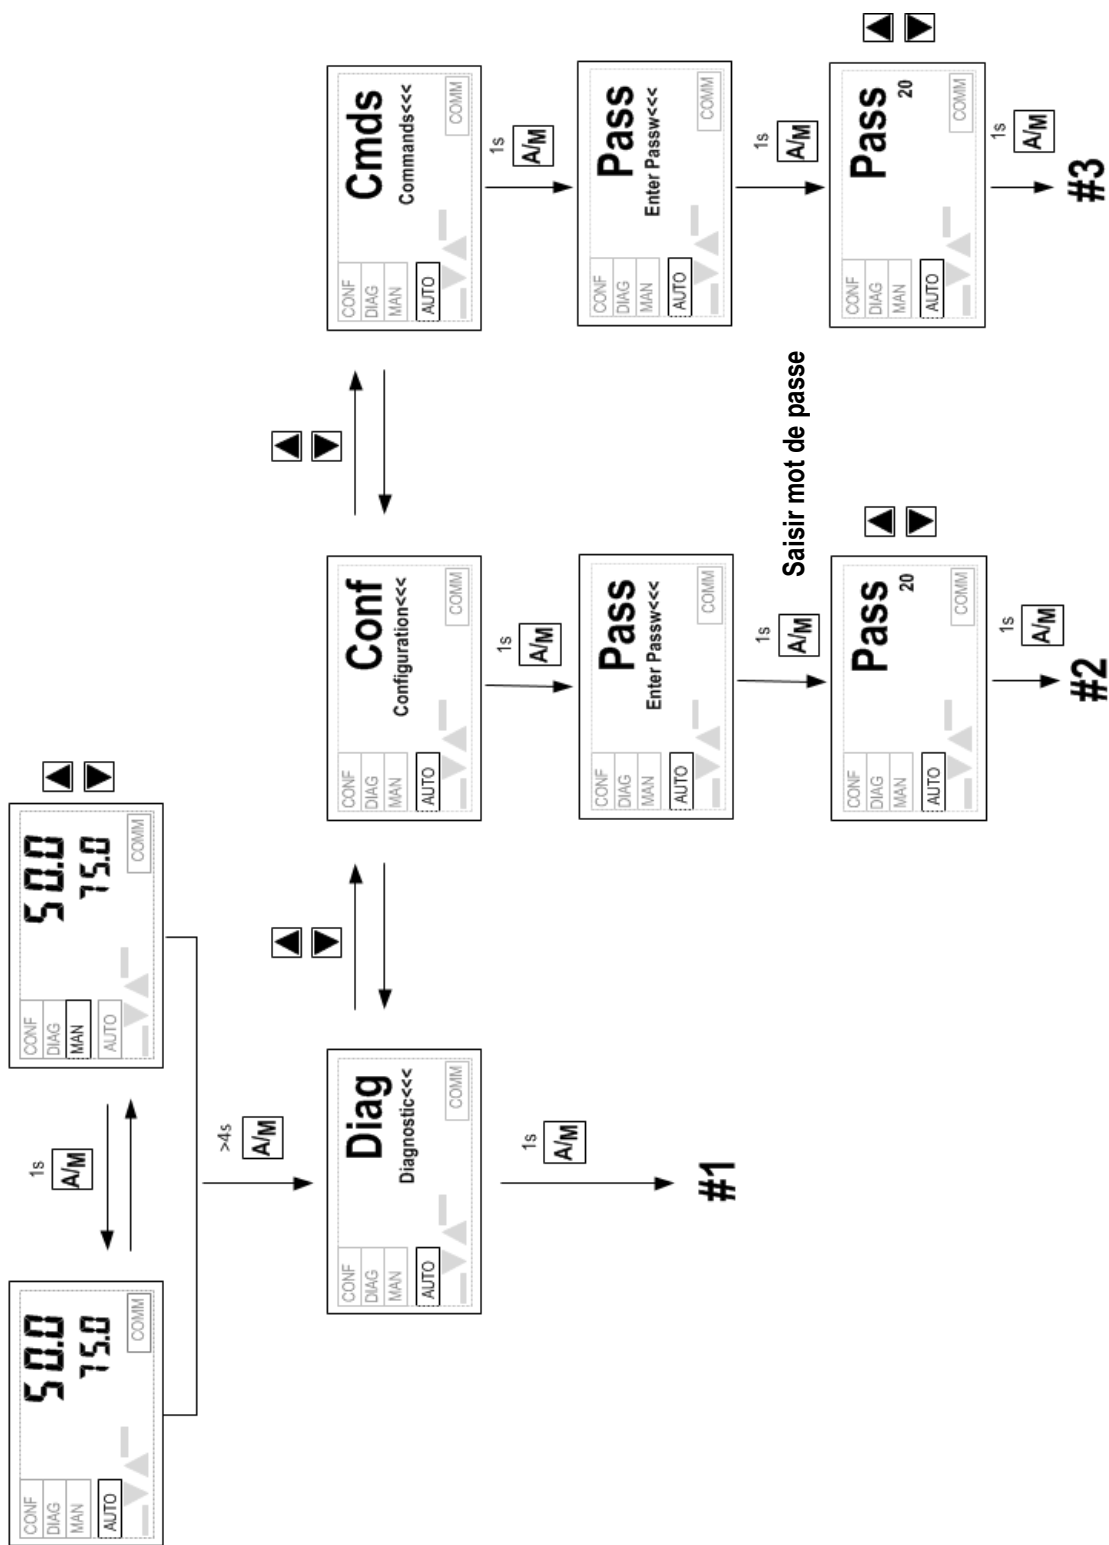 CONF
DIAG
MAN
AUTO
50.0
75.0
COMM
1s
A/M
CONF
DIAG
MAN
AUTO
50.0
75.0
COMM
>4s
A/M
CONF
DIAG
MAN
AUTO
Diag
Diagnostic<<<
COMM
CONF
DIAG
MAN
AUTO
Conf
Configuration<<<
COMM
CONF
DIAG
MAN
AUTO
Cmds
Commands<<<
COMM
1s
A/M
1s
A/M
1s
A/M
#1
CONF
DIAG
MAN
AUTO
Pass
Enter Passw<<<
COMM
CONF
DIAG
MAN
AUTO
Pass
Enter Passw<<<
COMM
1s
A/M
Saisir mot de passe
1s
A/M
CONF
DIAG
MAN
AUTO
Pass
20
COMM
CONF
DIAG
MAN
AUTO
Pass
20
COMM
1s
A/M
1s
A/M
#2
#3